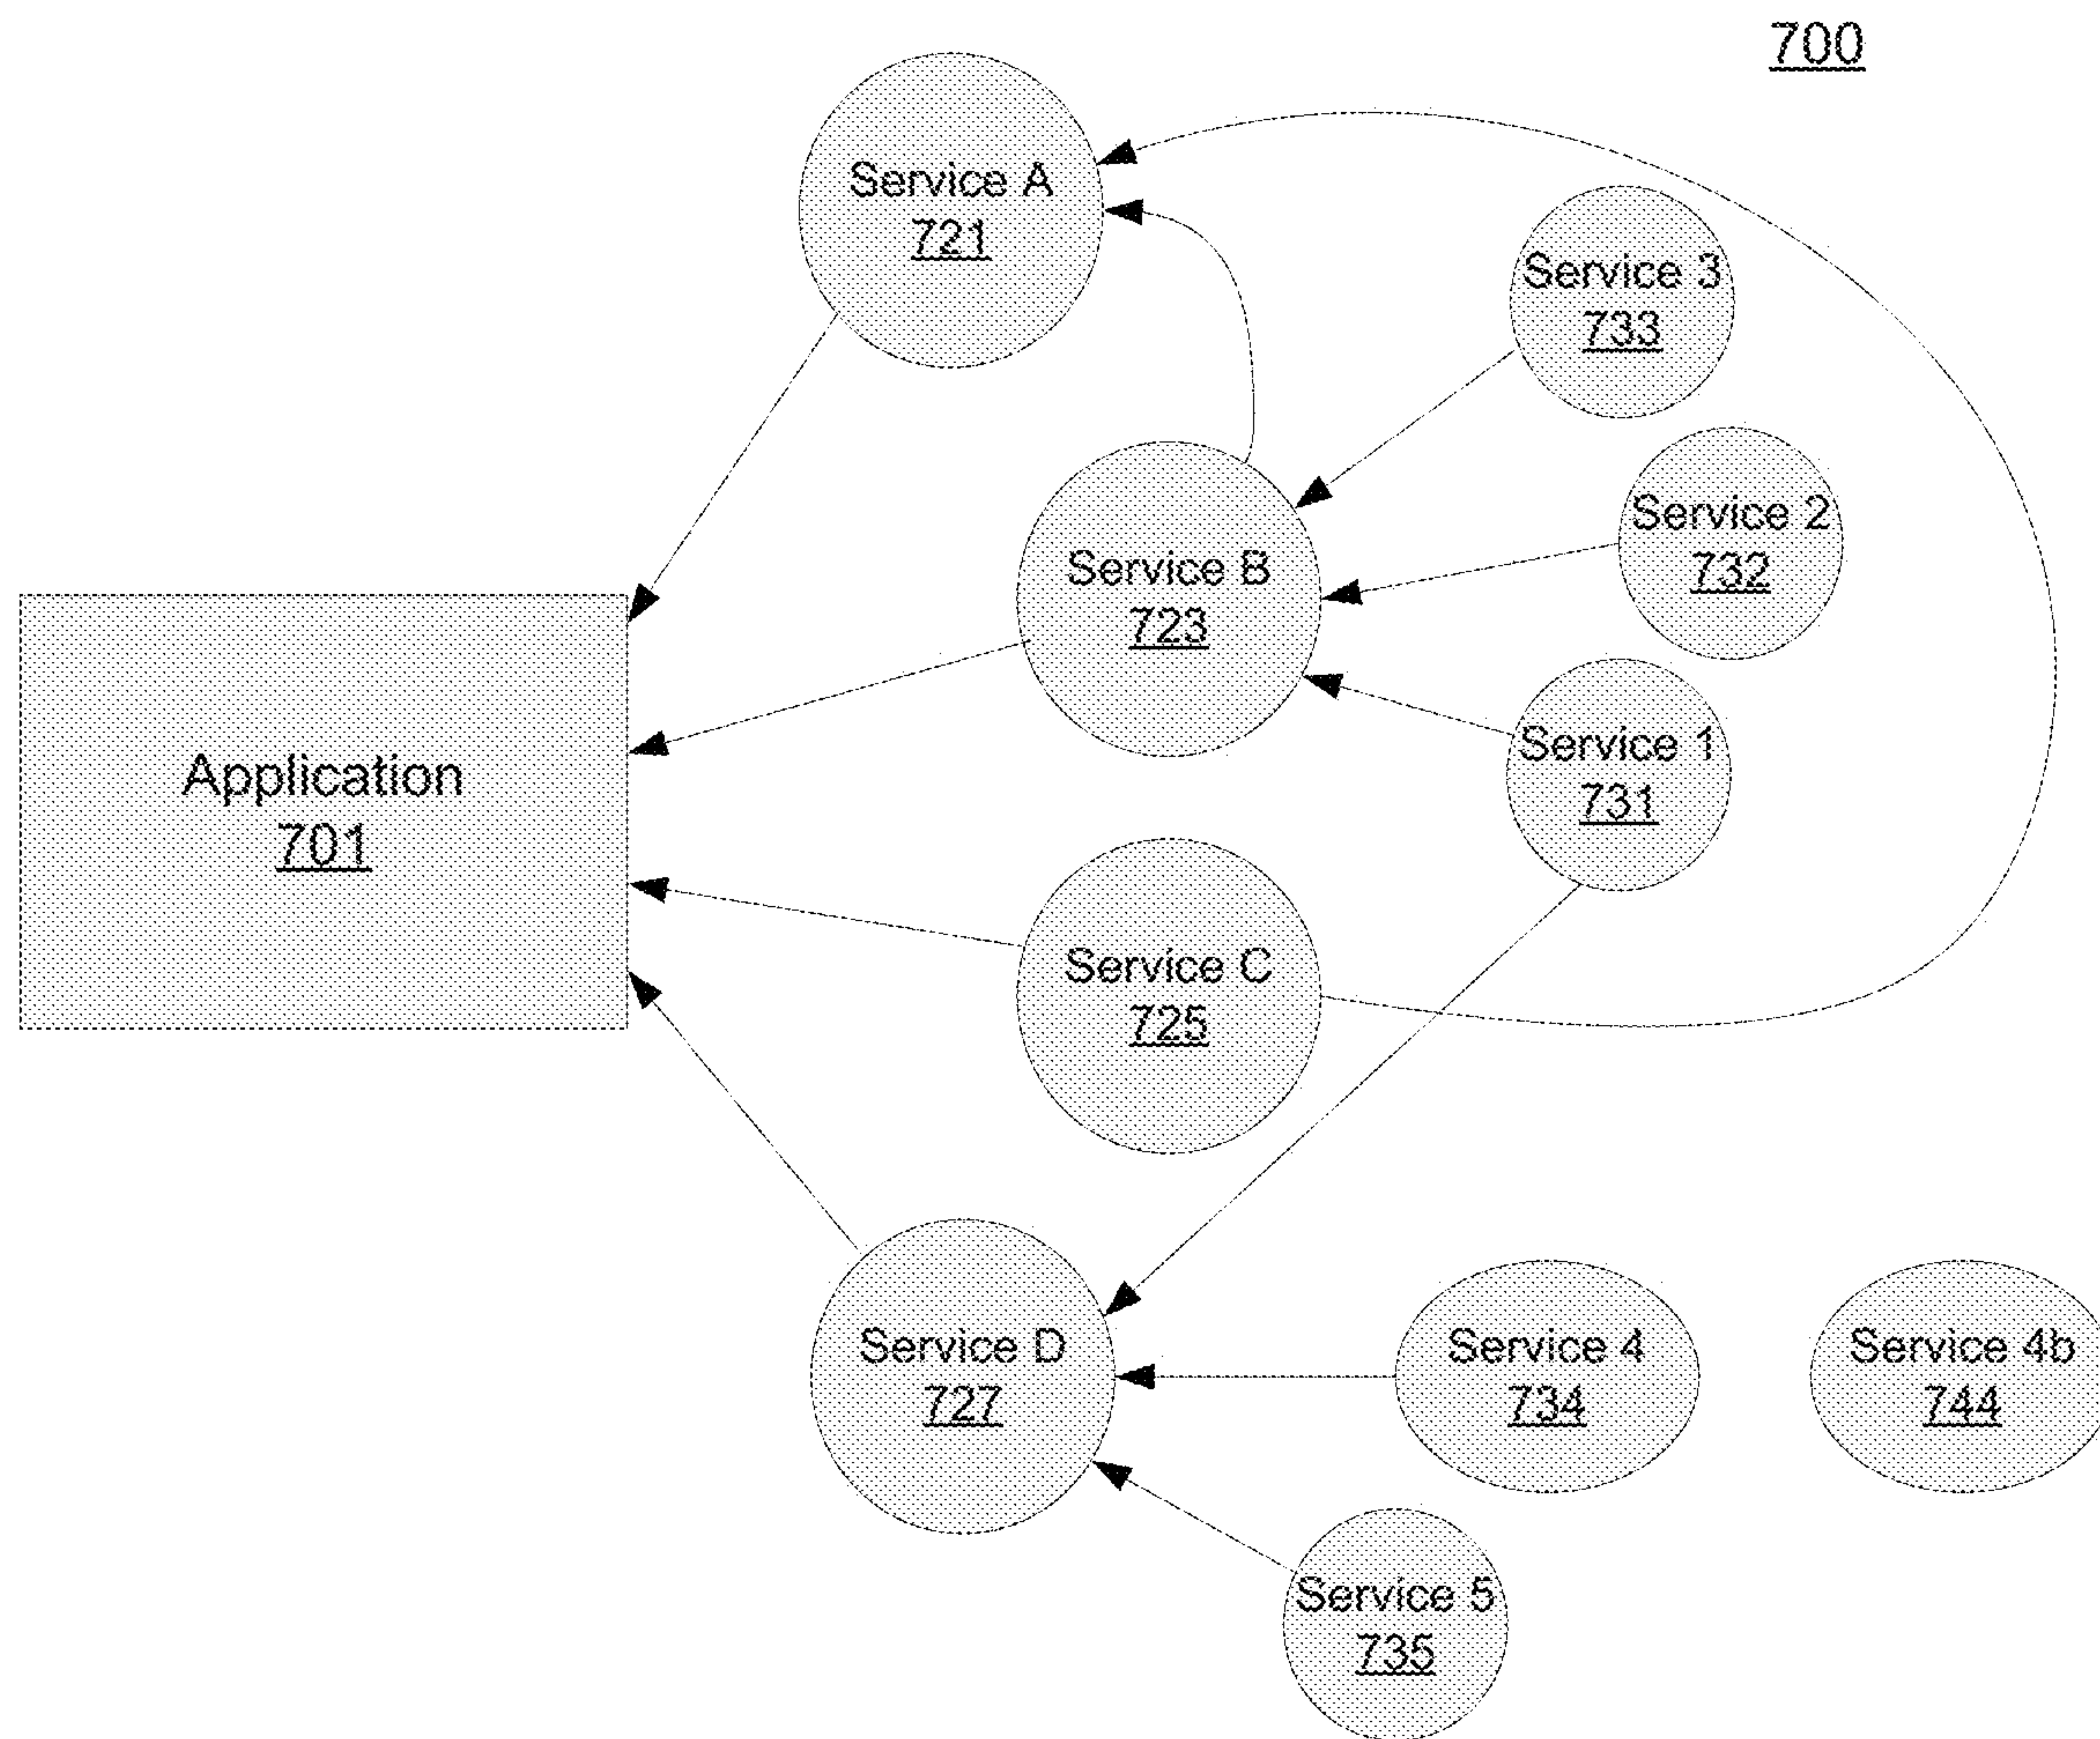 700
Service A
721
Service 3
733
Service 2
732
Service B
723
Service 1
731
Application
701
Service C
725
Service D
727
Service 4
734
Service 4b
744
Service 5
735